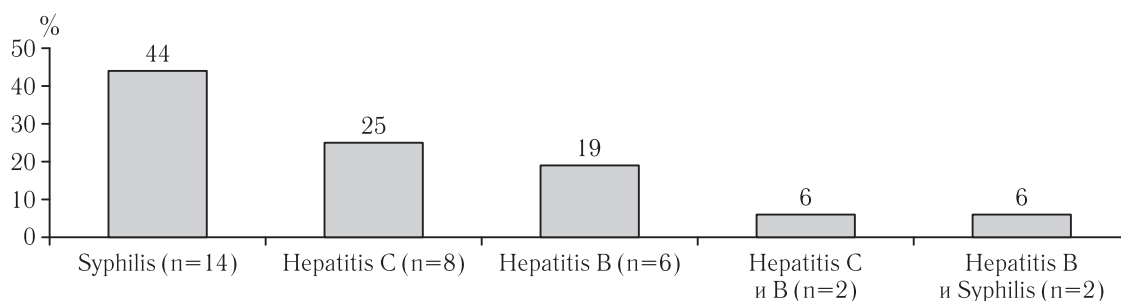 %
50
40
30
20
10
0
44
25
19
6
6
Syphilis (n=14)
Hepatitis C (n=8)
Hepatitis B (n=6)
Hepatitis C
и B (n=2)
Hepatitis B
и Syphilis (n=2)